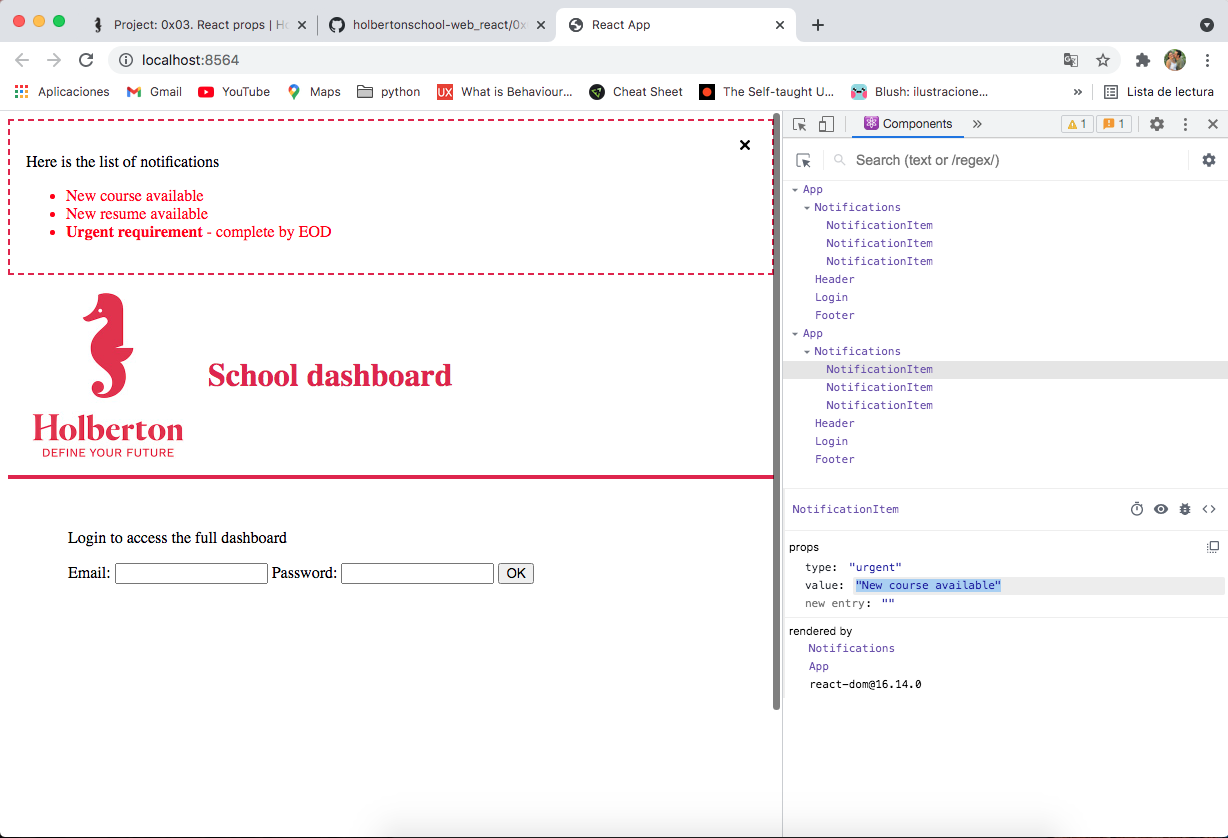 Project: 0x03. React props | Ho
holbertonschool-web_react/0x
React App
localhost:8564
Aplicaciones
Gmail
YouTube
Maps
python
UX
What is Behaviour...
Cheat Sheet
The Self-taught U...
Blush: ilustracione...
»
Lista de lectura
Here is the list of notifications
New course available
New resume available
Urgent requirement - complete by EOD
School dashboard
Holberton
DEFINE YOUR FUTURE
Login to access the full dashboard
Email: Password: OK
Components » 1 1
Search (text or /regex/)
App
Notifications
NotificationItem
NotificationItem
NotificationItem
Header
Login
Footer
App
Notifications
NotificationItem
NotificationItem
NotificationItem
Header
Login
Footer
NotificationItem
props
type: "urgent"
value: "New course available"
new entry: ""
rendered by
Notifications
App
react-dom@16.14.0